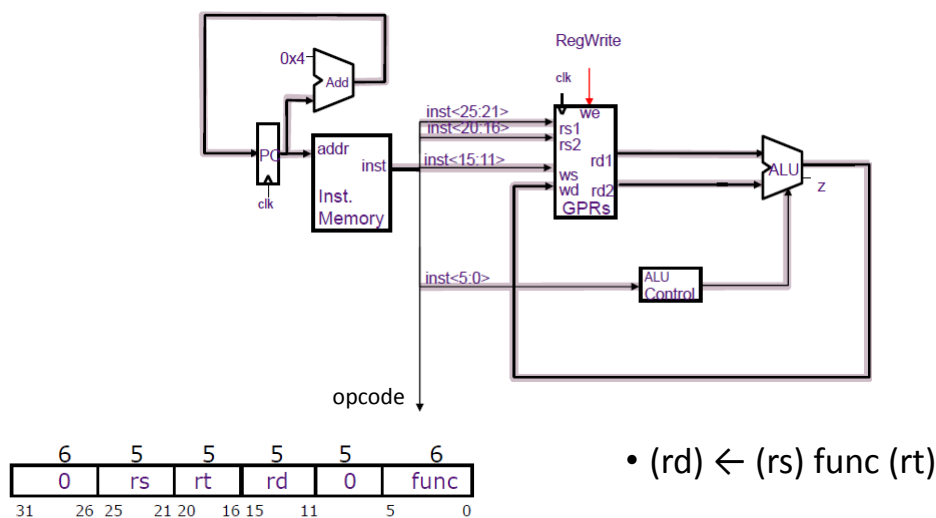 RegWrite
0x4
Add
clk
we
inst<25:21>
rs1
inst<20:16>
rs2
PC
addr
inst
inst<15:11>
rd1
ALU
ws
wd
rd2
z
clk
Inst.
Memory
GPRs
inst<5:0>
ALU
Control
opcode
6 5 5 5 5 6
0 rs rt rd 0 func
31 26 25 21 20 16 15 11 5 0
• (rd) ← (rs) func (rt)